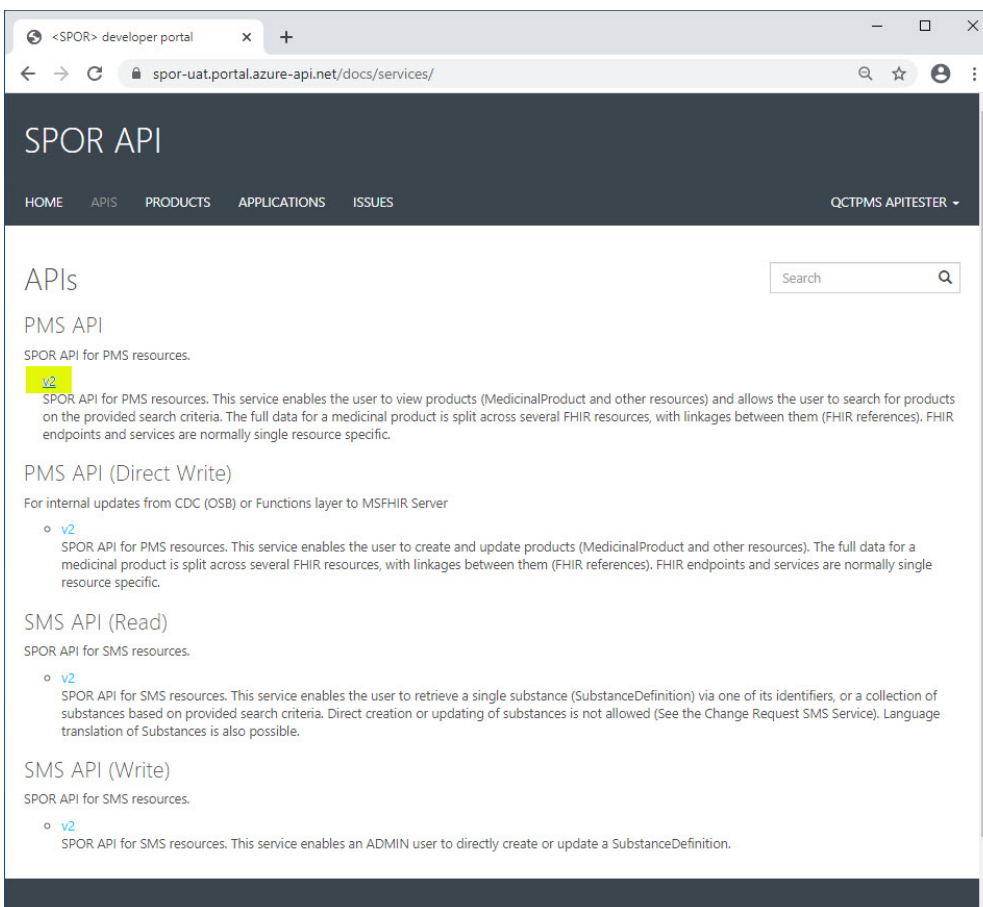 <SPOR> developer portal
spor-uat.portal.azure-api.net/docs/services/
SPOR API
HOME APIS PRODUCTS APPLICATIONS ISSUES QCTPMS APITESTER
APIs
Search
PMS API
SPOR API for PMS resources.
v2
SPOR API for PMS resources. This service enables the user to view products (MedicinalProduct and other resources) and allows the user to search for products
on the provided search criteria. The full data for a medicinal product is split across several FHIR resources, with linkages between them (FHIR references). FHIR
endpoints and services are normally single resource specific.
PMS API (Direct Write)
For internal updates from CDC (OSB) or Functions layer to MSFHIR Server
v2
SPOR API for PMS resources. This service enables the user to create and update products (MedicinalProduct and other resources). The full data for a
medicinal product is split across several FHIR resources, with linkages between them (FHIR references). FHIR endpoints and services are normally single
resource specific.
SMS API (Read)
SPOR API for SMS resources.
v2
SPOR API for SMS resources. This service enables the user to retrieve a single substance (SubstanceDefinition) via one of its identifiers, or a collection of
substances based on provided search criteria. Direct creation or updating of substances is not allowed (See the Change Request SMS Service). Language
translation of Substances is also possible.
SMS API (Write)
SPOR API for SMS resources.
v2
SPOR API for SMS resources. This service enables an ADMIN user to directly create or update a SubstanceDefinition.